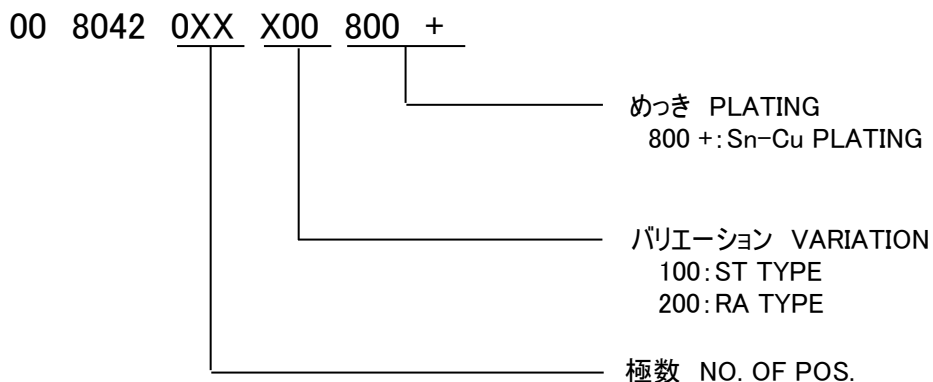 00 8042 0XX X00 800 +
めっき PLATING
800 +:Sn-Cu PLATING
バリエーション VARIATION
100:ST TYPE
200:RA TYPE
極数 NO. OF POS.